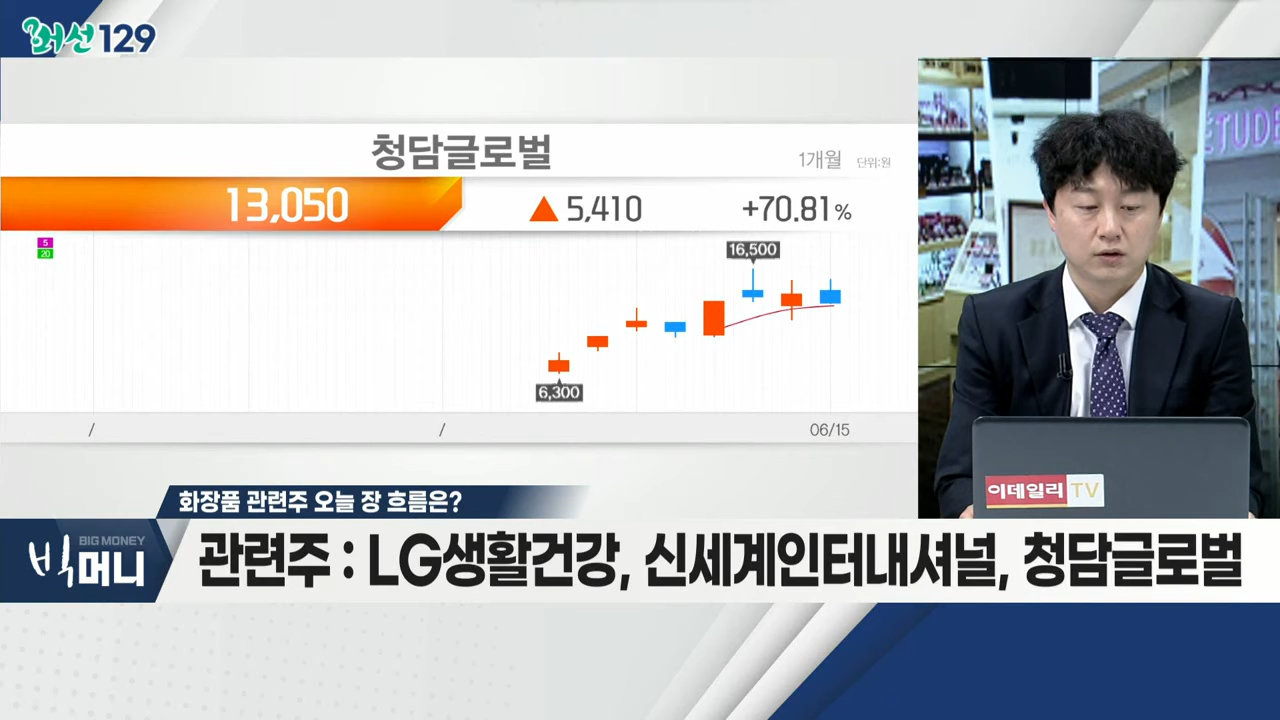 머선129
청담글로벌
1개월 단위:원
13,050 ▲ 5,410 +70.81%
5
20
16,500
6,300
/ / 06/15
ETUDE
이데일리 TV
화장품 관련주 오늘 장 흐름은?
BIG MONEY
빅머니
관련주 : LG생활건강, 신세계인터내셔널, 청담글로벌